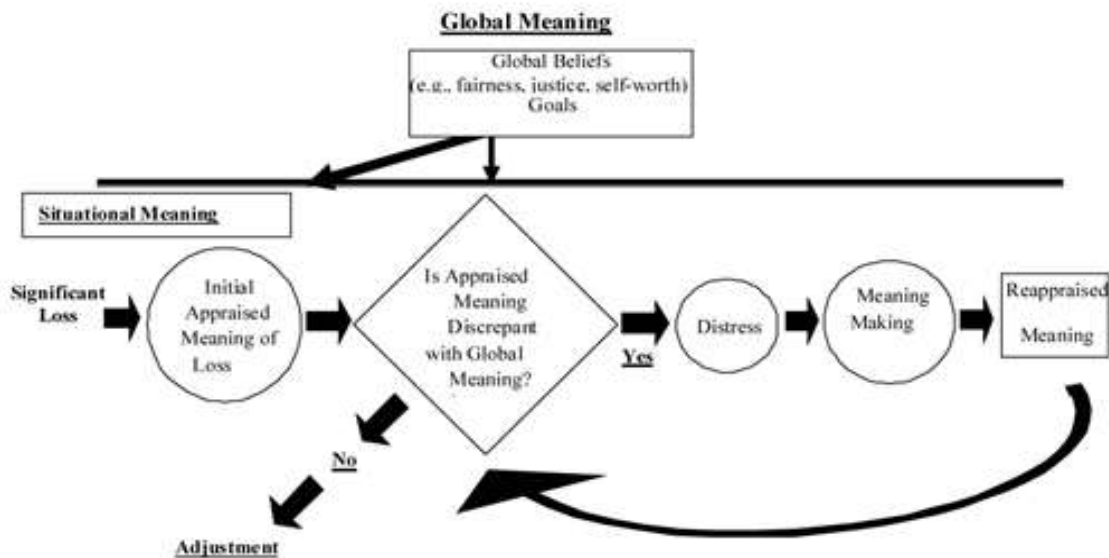 Global Meaning
Global Beliefs
(e.g., fairness, justice, self-worth)
Goals
Situational Meaning
Significant
Loss
Initial
Appraised
Meaning of
Loss
Is Appraised
Meaning
Discrepant
with Global
Meaning?
Yes
Distress
Meaning
Making
Reappraised
Meaning
No
Adjustment